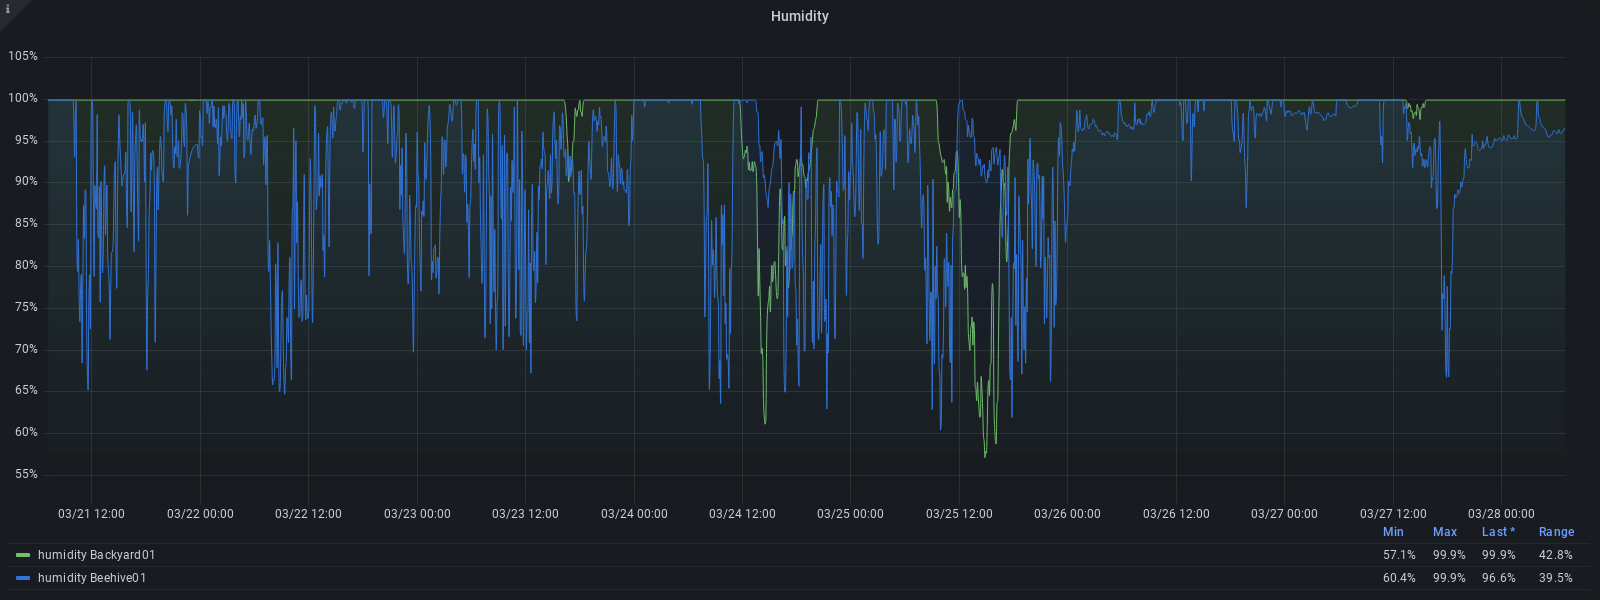 i
Humidity
105%
100%
95%
90%
85%
80%
75%
70%
65%
60%
55%
03/21 12:00 03/22 00:00 03/22 12:00 03/23 00:00 03/23 12:00 03/24 00:00 03/24 12:00 03/25 00:00 03/25 12:00 03/26 00:00 03/26 12:00 03/27 00:00 03/27 12:00 03/28 00:00
Min Max Last * Range
humidity Backyard01 57.1% 99.9% 99.9% 42.8%
humidity Beehive01 60.4% 99.9% 96.6% 39.5%